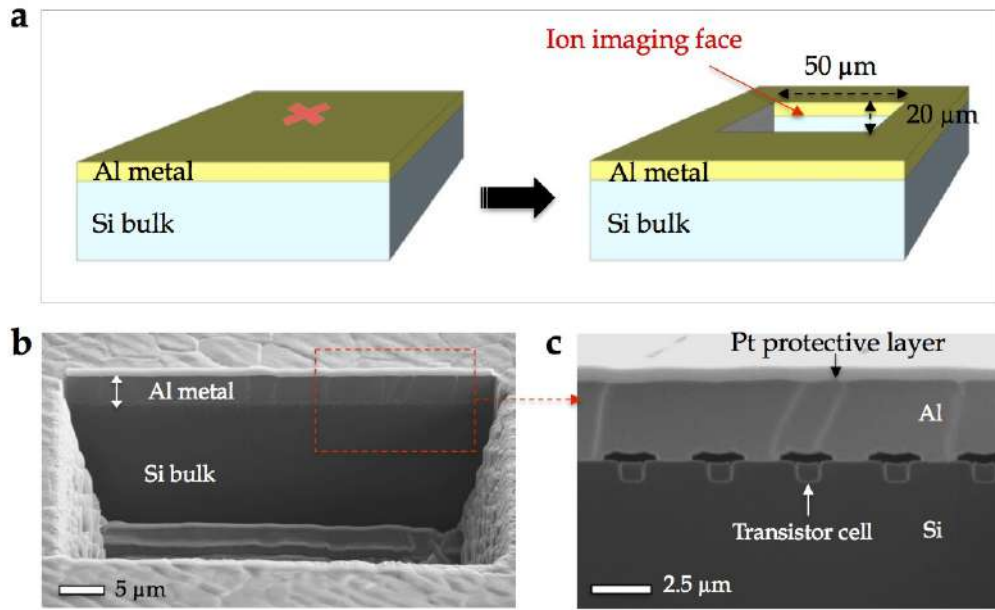 a
Ion imaging face
50 µm
20 µm
Al metal
Si bulk
Al metal
Si bulk
b
Al metal
Si bulk
5 µm
c
Pt protective layer
Al
Transistor cell
Si
2.5 µm